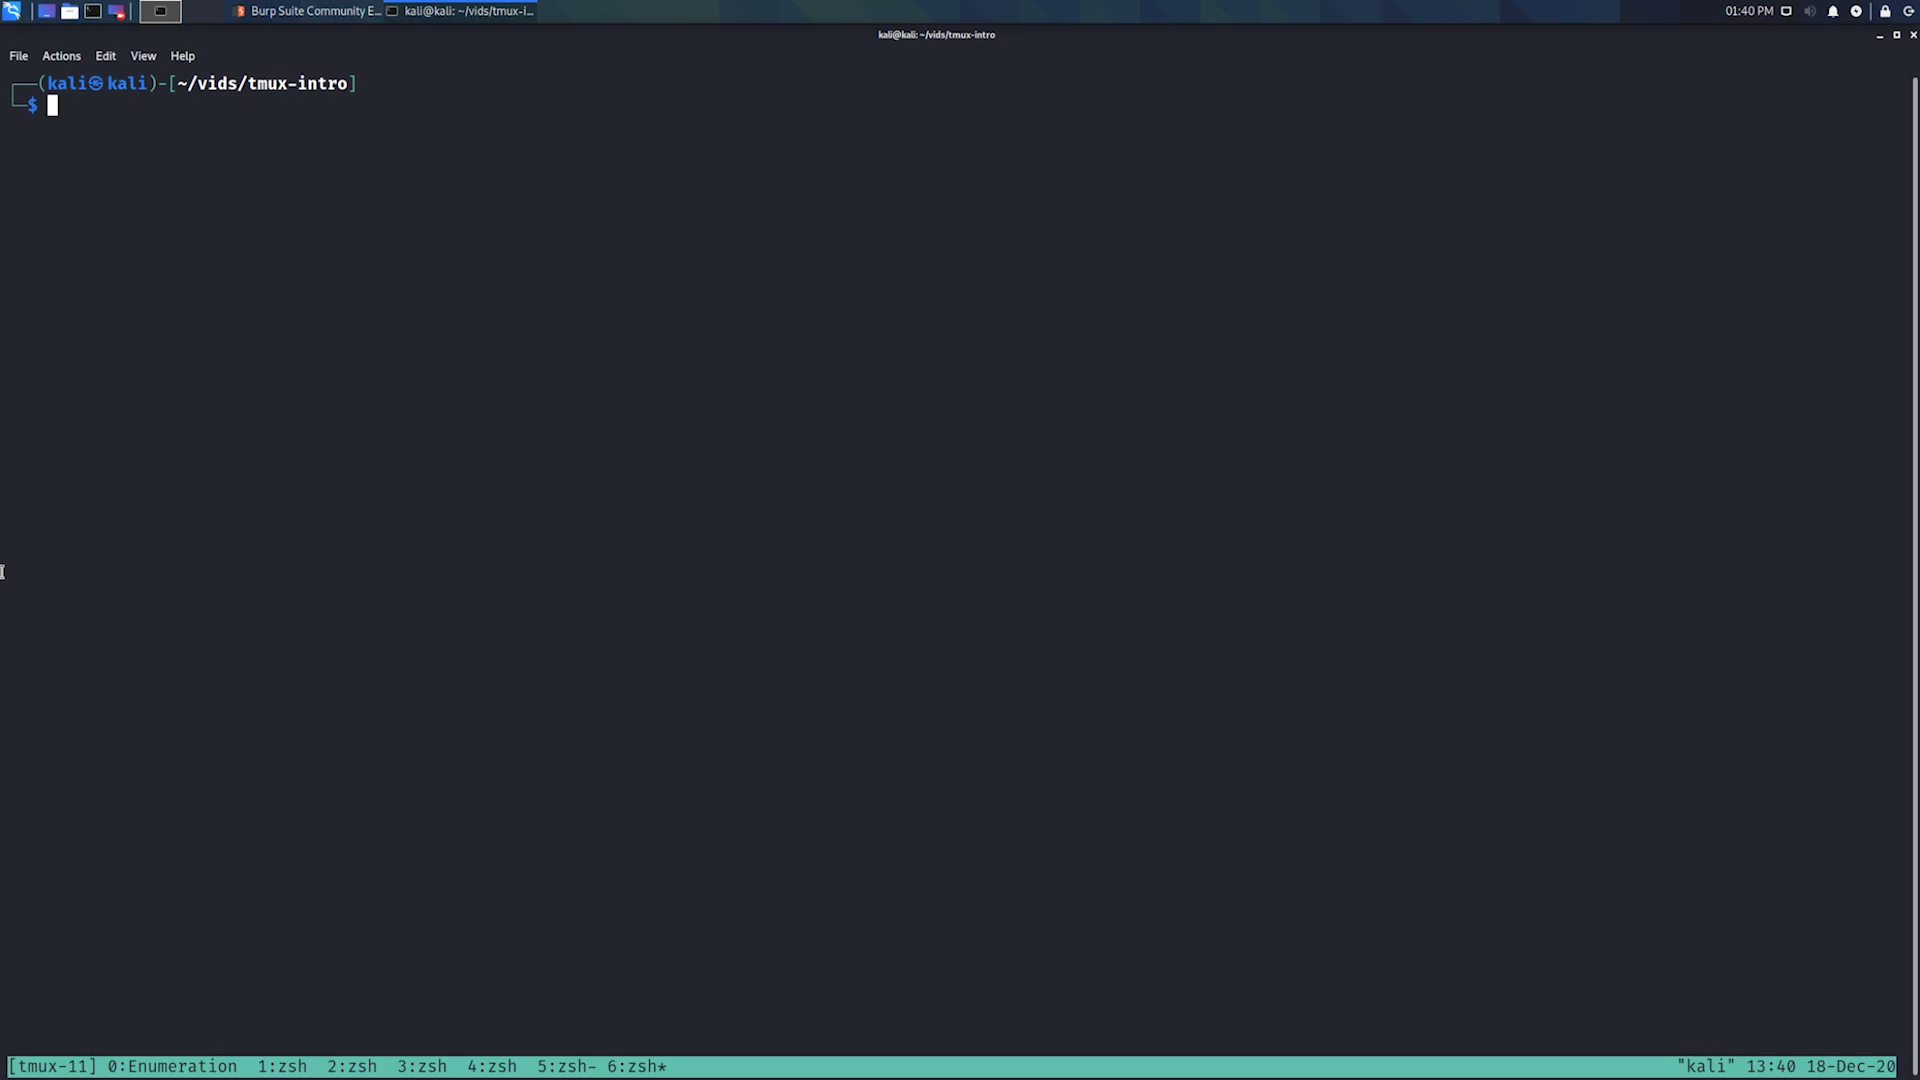 Burp Suite Community E... kali@kali: ~/vids/tmux-i... 01:40 PM
kali@kali: ~/vids/tmux-intro
File Actions Edit View Help
┌──(kali㉿kali)-[~/vids/tmux-intro]
└─$
[tmux-11] 0:Enumeration 1:zsh 2:zsh 3:zsh 4:zsh 5:zsh- 6:zsh* "kali" 13:40 18-Dec-20